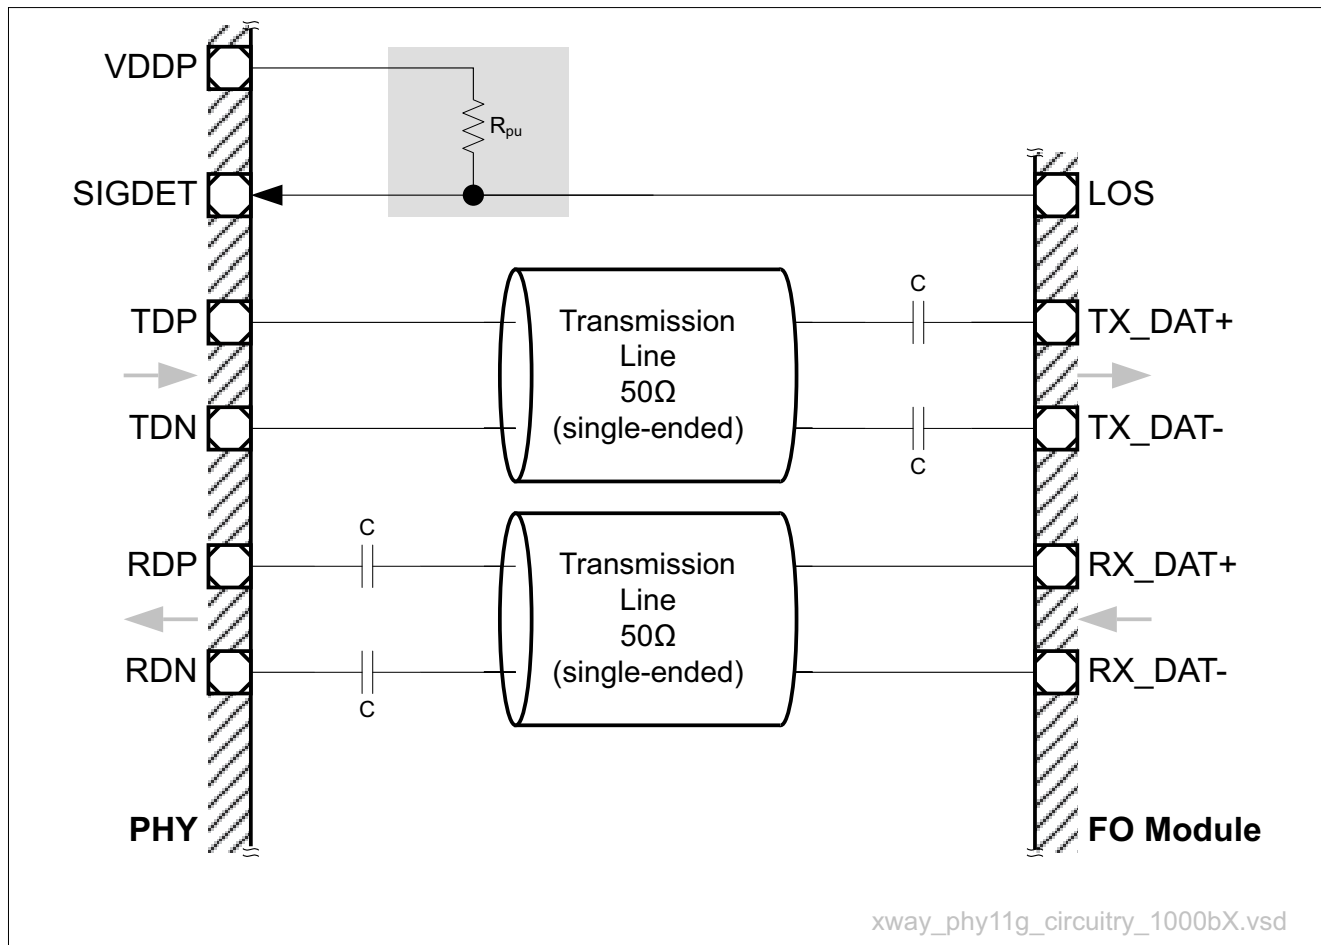 VDDP
Rpu
SIGDET
LOS
C
TDP
Transmission
Line
50Ω
(single-ended)
TX_DAT+
TDN
TX_DAT-
C
C
RDP
Transmission
Line
50Ω
(single-ended)
RX_DAT+
RDN
RX_DAT-
C
PHY
FO Module
xway_phy11g_circuitry_1000bX.vsd